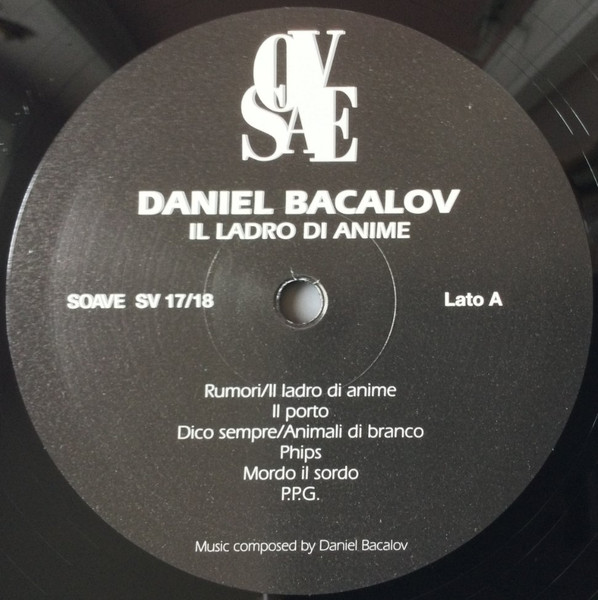 SOAVE
DANIEL BACALOV
IL LADRO DI ANIME
SOAVE SV 17/18
Lato A
Rumori/Il ladro di anime
Il porto
Dico sempre/Animali di branco
Phips
Mordo il sordo
P.P.G.
Music composed by Daniel Bacalov